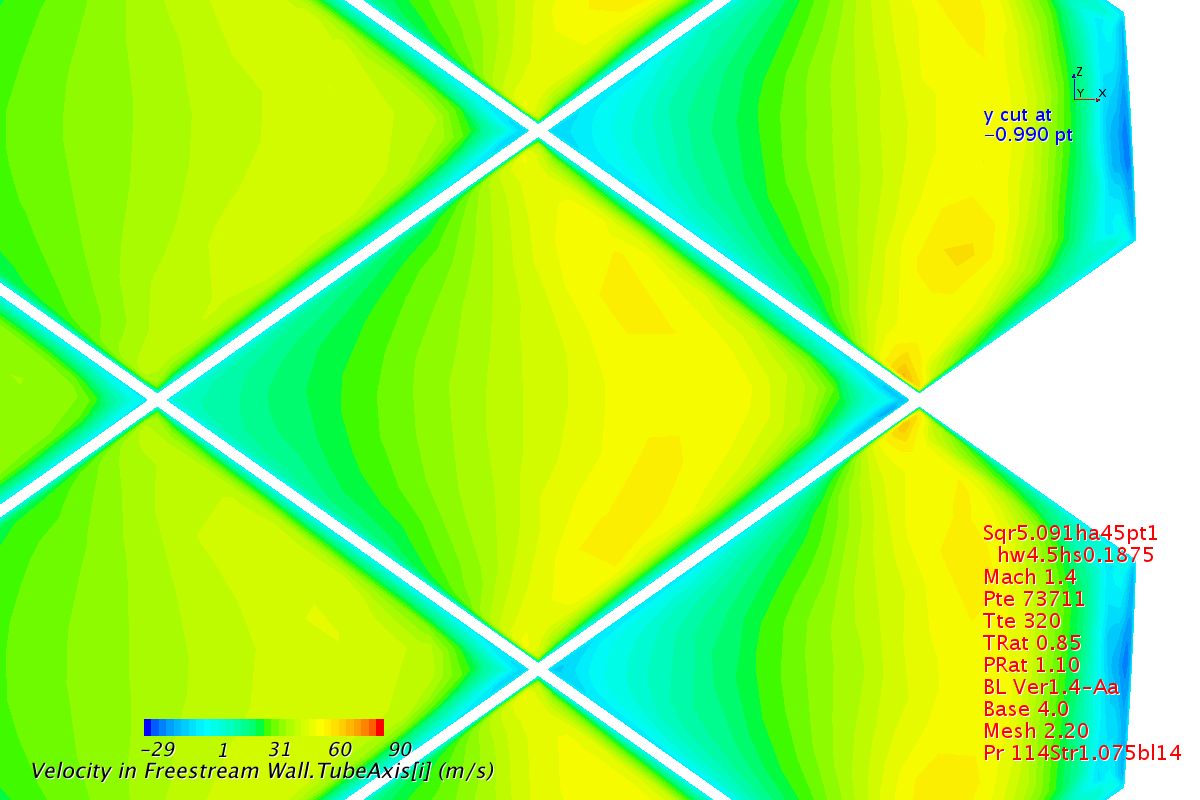 Z
Y X
y cut at
−0.990 pt
Sqr5.091ha45pt1
hw4.5hs0.1875
Mach 1.4
Pte 73711
Tte 320
TRat 0.85
PRat 1.10
BL Ver1.4−Aa
Base 4.0
Mesh 2.20
Pr 114Str1.075bl14
−29 1 31 60 90
Velocity in Freestream Wall.TubeAxis[i] (m/s)